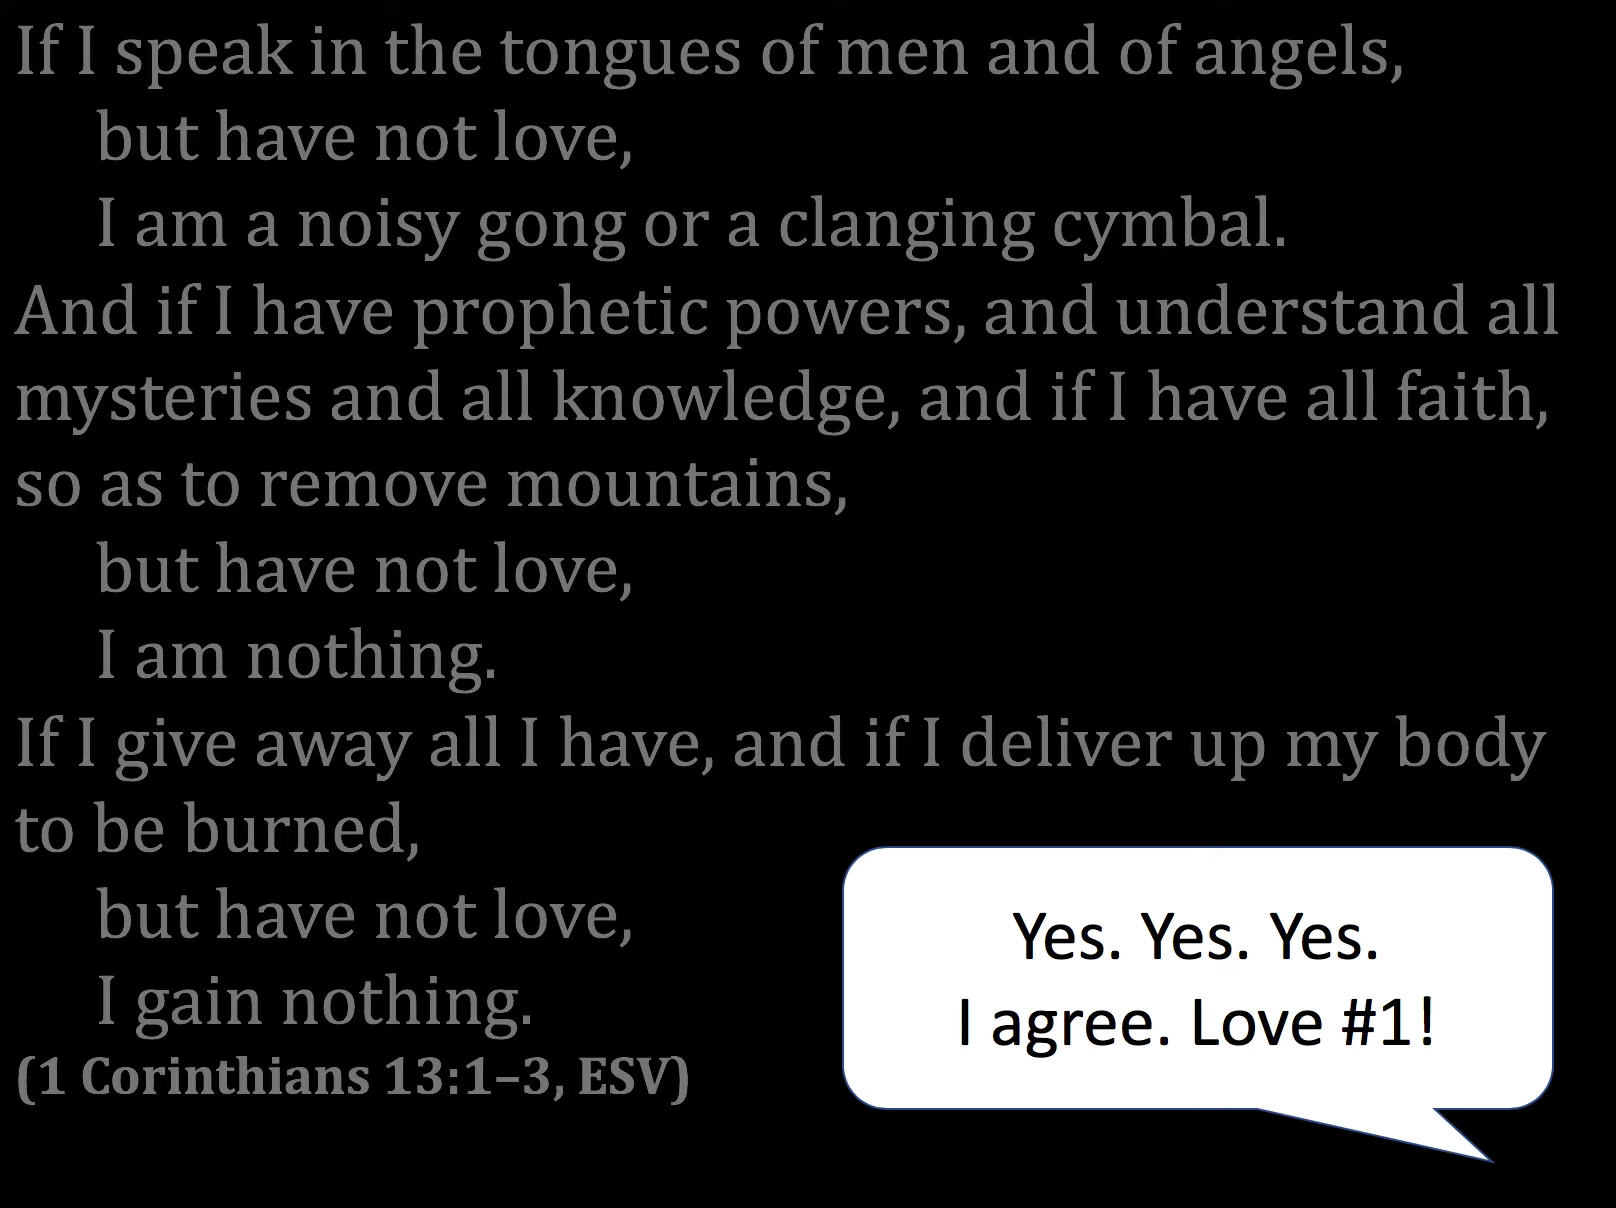 If I speak in the tongues of men and of angels,
but have not love,
I am a noisy gong or a clanging cymbal.
And if I have prophetic powers, and understand all
mysteries and all knowledge, and if I have all faith,
so as to remove mountains,
but have not love,
I am nothing.
If I give away all I have, and if I deliver up my body
to be burned,
but have not love,
I gain nothing.
(1 Corinthians 13:1–3, ESV)
Yes. Yes. Yes.
I agree. Love #1!